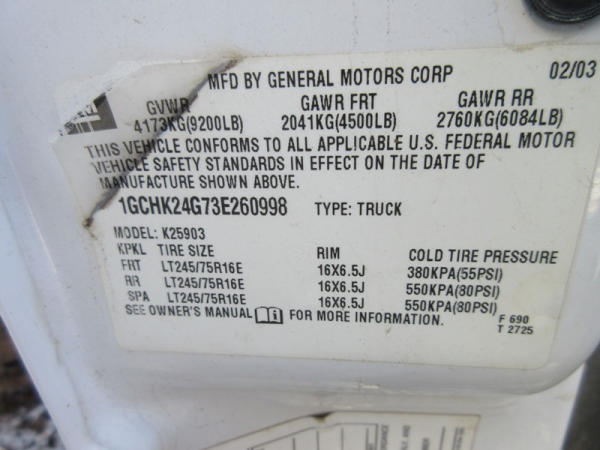 MFD BY GENERAL MOTORS CORP 02/03
GVWR GAWR FRT GAWR RR
4173KG(9200LB) 2041KG(4500LB) 2760KG(6084LB)
THIS VEHICLE CONFORMS TO ALL APPLICABLE U.S. FEDERAL MOTOR
VEHICLE SAFETY STANDARDS IN EFFECT ON THE DATE OF
MANUFACTURE SHOWN ABOVE.
1GCHK24G73E260998 TYPE: TRUCK
MODEL: K25903
KPKL TIRE SIZE RIM COLD TIRE PRESSURE
FRT LT245/75R16E 16X6.5J 380KPA(55PSI)
RR LT245/75R16E 16X6.5J 550KPA(80PSI)
SPA LT245/75R16E 16X6.5J 550KPA(80PSI)
SEE OWNER'S MANUAL i FOR MORE INFORMATION. F 690
T 2725